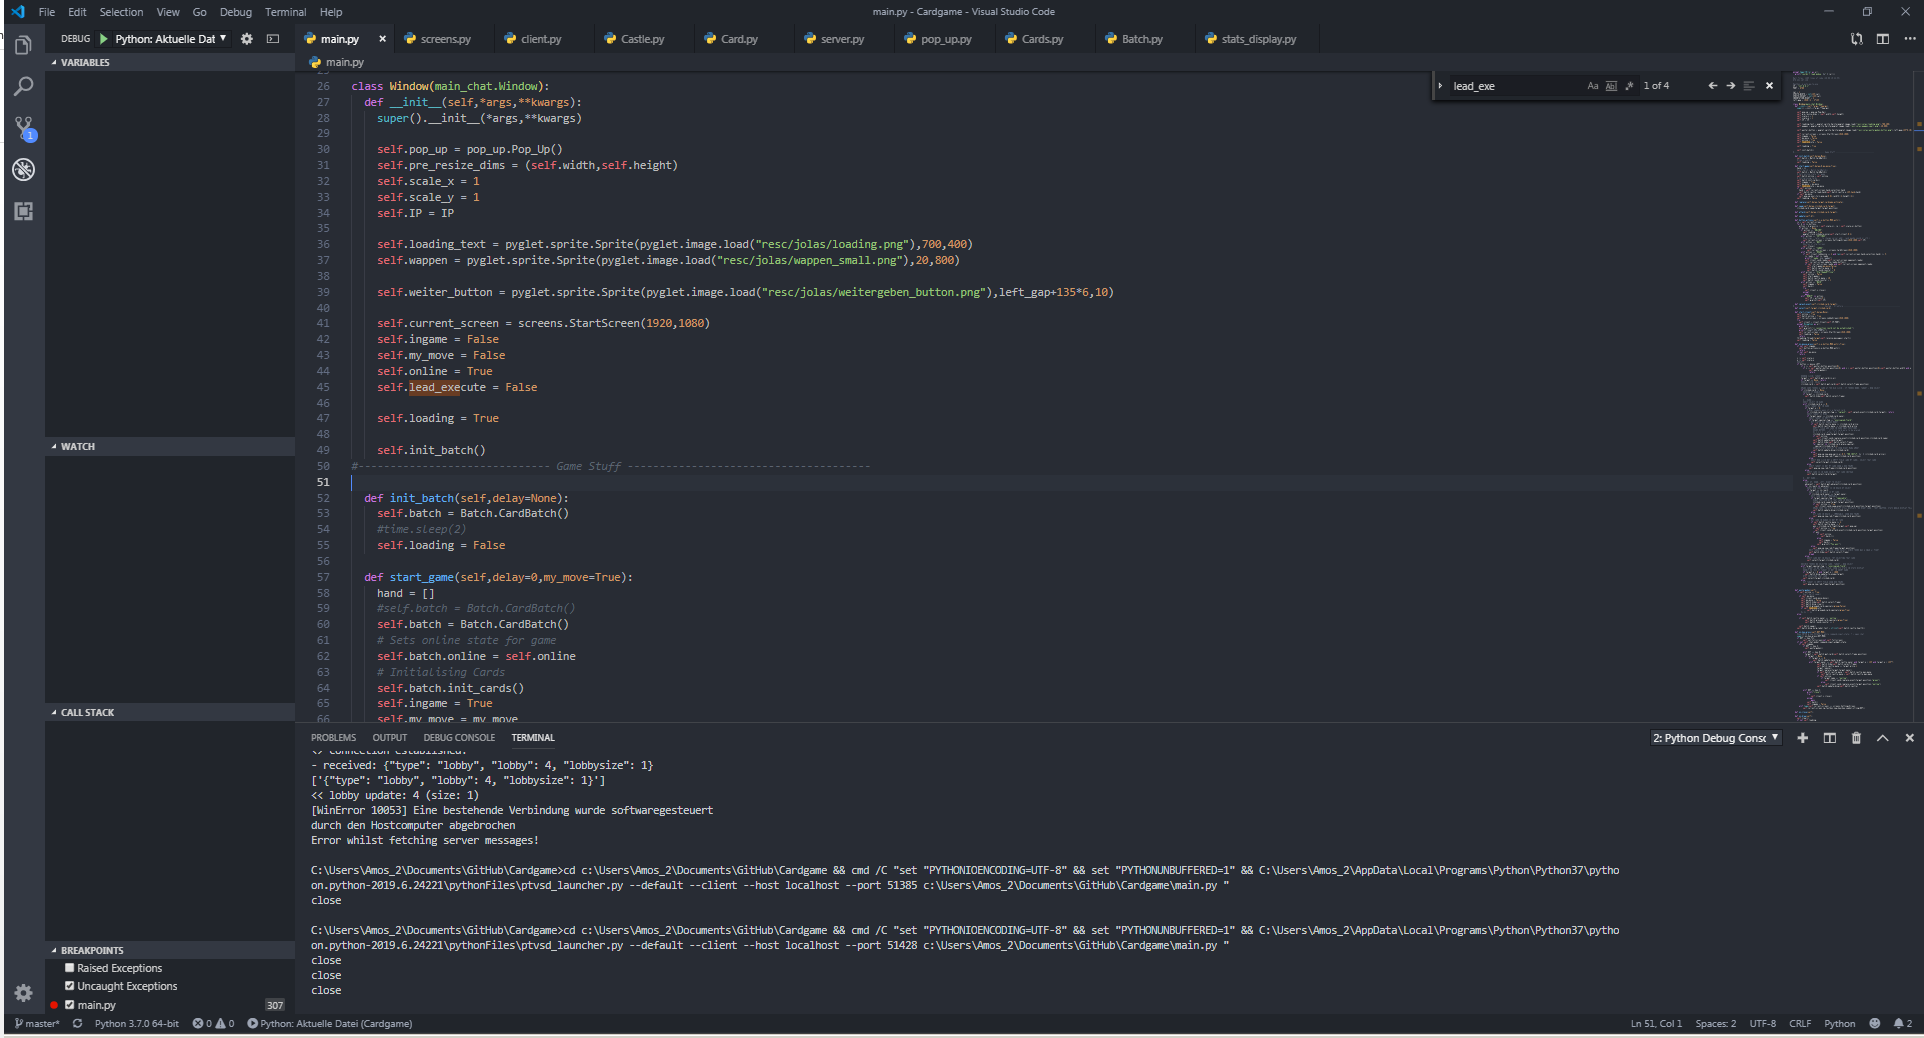 File Edit Selection View Go Debug Terminal Help
main.py - Cardgame - Visual Studio Code
DEBUG Python: Aktuelle Dat
main.py screens.py client.py Castle.py Card.py server.py pop_up.py Cards.py Batch.py stats_display.py
VARIABLES
main.py
lead_exe Aa Abl .* 1 of 4
26 class Window(main_chat.Window):
27 def __init__(self,*args,**kwargs):
28 super().__init__(*args,**kwargs)
29
30 self.pop_up = pop_up.Pop_Up()
31 self.pre_resize_dims = (self.width,self.height)
32 self.scale_x = 1
33 self.scale_y = 1
34 self.IP = IP
35
36 self.loading_text = pyglet.sprite.Sprite(pyglet.image.load("resc/jolas/loading.png"),700,400)
37 self.wappen = pyglet.sprite.Sprite(pyglet.image.load("resc/jolas/wappen_small.png"),20,800)
38
39 self.weiter_button = pyglet.sprite.Sprite(pyglet.image.load("resc/jolas/weitergeben_button.png"),left_gap+135*6,10)
40
41 self.current_screen = screens.StartScreen(1920,1080)
42 self.ingame = False
43 self.my_move = False
44 self.online = True
45 self.lead_execute = False
46
47 self.loading = True
48
49 self.init_batch()
50 #------------------------------ Game Stuff --------------------------------------
51
52 def init_batch(self,delay=None):
53 self.batch = Batch.CardBatch()
54 #time.sleep(2)
55 self.loading = False
56
57 def start_game(self,delay=0,my_move=True):
58 hand = []
59 #self.batch = Batch.CardBatch()
60 self.batch = Batch.CardBatch()
61 # Sets online state for game
62 self.batch.online = self.online
63 # Initialising Cards
64 self.batch.init_cards()
65 self.ingame = True
66 self.my_move = my_move
WATCH
CALL STACK
BREAKPOINTS
Raised Exceptions
Uncaught Exceptions
main.py 307
PROBLEMS OUTPUT DEBUG CONSOLE TERMINAL
2: Python Debug Consc
<> connection established.
- received: {"type": "lobby", "lobby": 4, "lobbysize": 1}
['{"type": "lobby", "lobby": 4, "lobbysize": 1}']
<< lobby update: 4 (size: 1)
[WinError 10053] Eine bestehende Verbindung wurde softwaregesteuert
durch den Hostcomputer abgebrochen
Error whilst fetching server messages!
C:\Users\Amos_2\Documents\GitHub\Cardgame>cd c:\Users\Amos_2\Documents\GitHub\Cardgame && cmd /C "set "PYTHONIOENCODING=UTF-8" && set "PYTHONUNBUFFERED=1" && C:\Users\Amos_2\AppData\Local\Programs\Python\Python37\pytho
on.python-2019.6.24221\pythonFiles\ptvsd_launcher.py --default --client --host localhost --port 51385 c:\Users\Amos_2\Documents\GitHub\Cardgame\main.py "
close
C:\Users\Amos_2\Documents\GitHub\Cardgame>cd c:\Users\Amos_2\Documents\GitHub\Cardgame && cmd /C "set "PYTHONIOENCODING=UTF-8" && set "PYTHONUNBUFFERED=1" && C:\Users\Amos_2\AppData\Local\Programs\Python\Python37\pytho
on.python-2019.6.24221\pythonFiles\ptvsd_launcher.py --default --client --host localhost --port 51428 c:\Users\Amos_2\Documents\GitHub\Cardgame\main.py "
close
close
close
master* Python 3.7.0 64-bit 0 0 Python: Aktuelle Datei (Cardgame) Ln 51, Col 1 Spaces: 2 UTF-8 CRLF Python 2